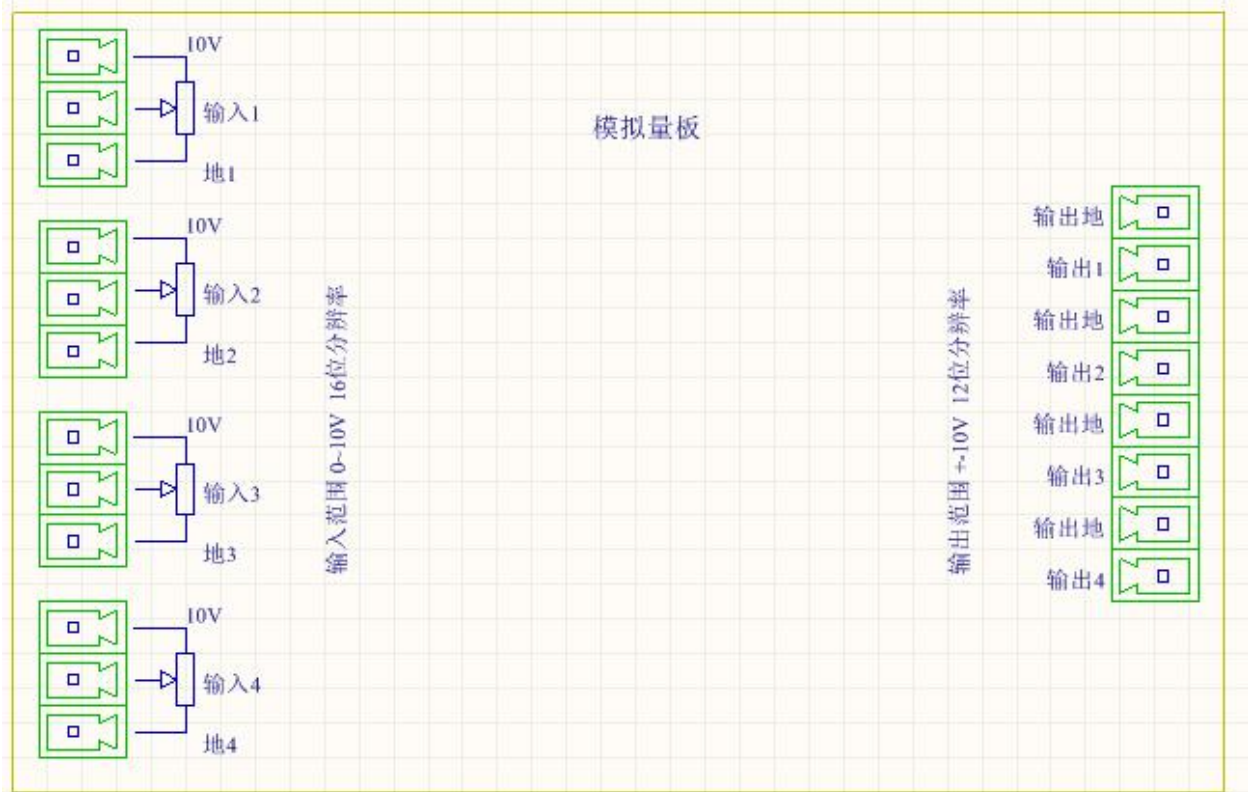 10V
输入1
地1
模拟量板
10V
输入2
地2
10V
输入3
地3
10V
输入4
地4
输入范围 0~10V 16位分辨率
输出范围 +-10V 12位分辨率
输出地
输出1
输出地
输出2
输出地
输出3
输出地
输出4